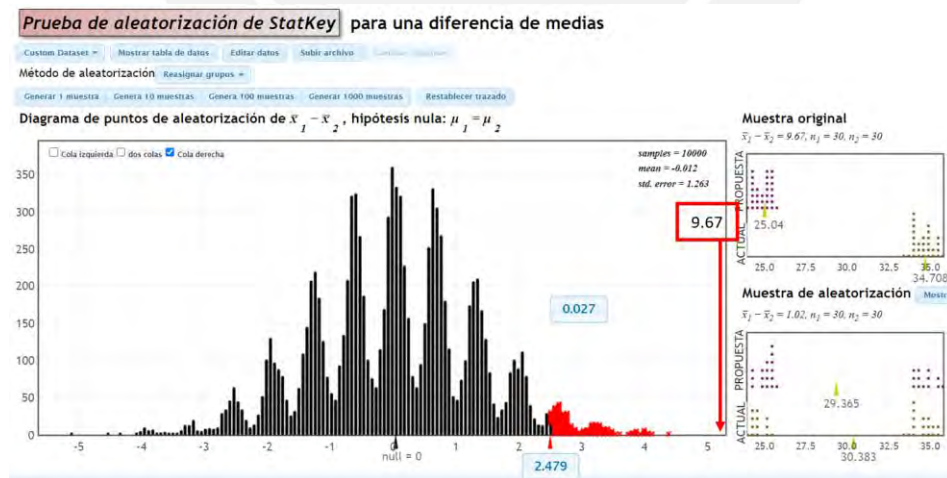 Prueba de aleatorización de StatKey para una diferencia de medias
Custom Dataset Mostrar tabla de datos Editar datos Subir archivo
Método de aleatorización Reasignar grupos
Generar 1 muestra Genera 10 muestras Genera 100 muestras Generar 1000 muestras Restablecer trazado
Diagrama de puntos de aleatorización de x̄1 − x̄2 , hipótesis nula: μ1 = μ2
Cola izquierda dos colas Cola derecha
samples = 10000
mean = -0.012
std. error = 1.263
350
300
250
200
150
100
50
0
-5 -4 -3 -2 -1 0 1 2 3 4 5
null = 0
9.67
0.027
2.479
Muestra original
x̄1 − x̄2 = 9.67, n1 = 30, n2 = 30
PROPUESTA
25.04
ACTUAL
25.0 27.5 30.0 32.5 35.0
34.708
Muestra de aleatorización
x̄1 − x̄2 = 1.02, n1 = 30, n2 = 30
PROPUESTA
29.365
ACTUAL
25.0 27.5 30.0 32.5 35.0
30.383